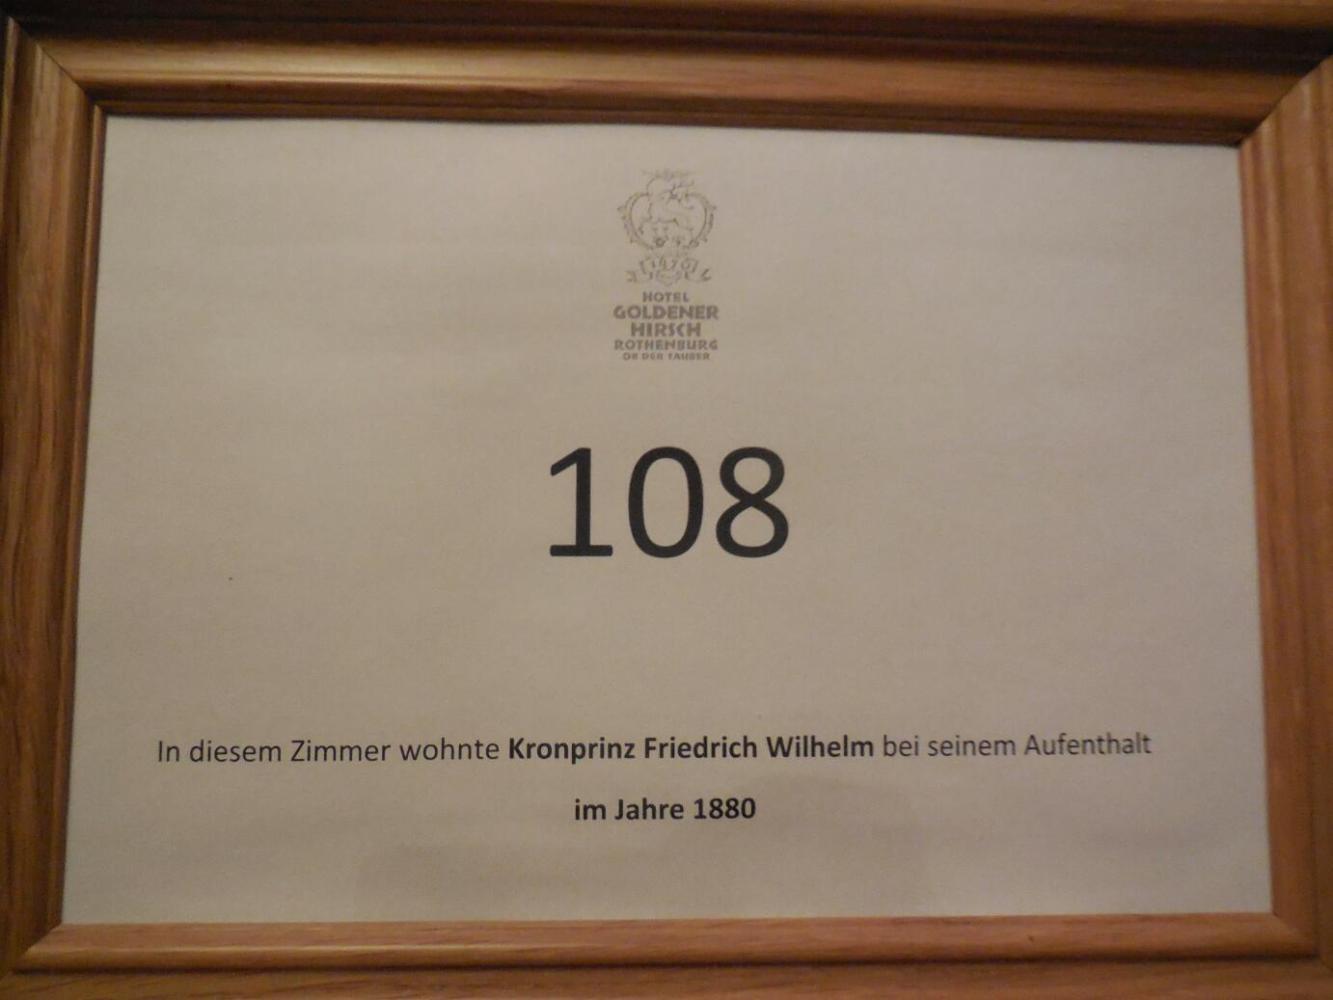 HOTEL
GOLDENER
HIRSCH
ROTHENBURG
OB DER TAUBER
108
In diesem Zimmer wohnte Kronprinz Friedrich Wilhelm bei seinem Aufenthalt
im Jahre 1880